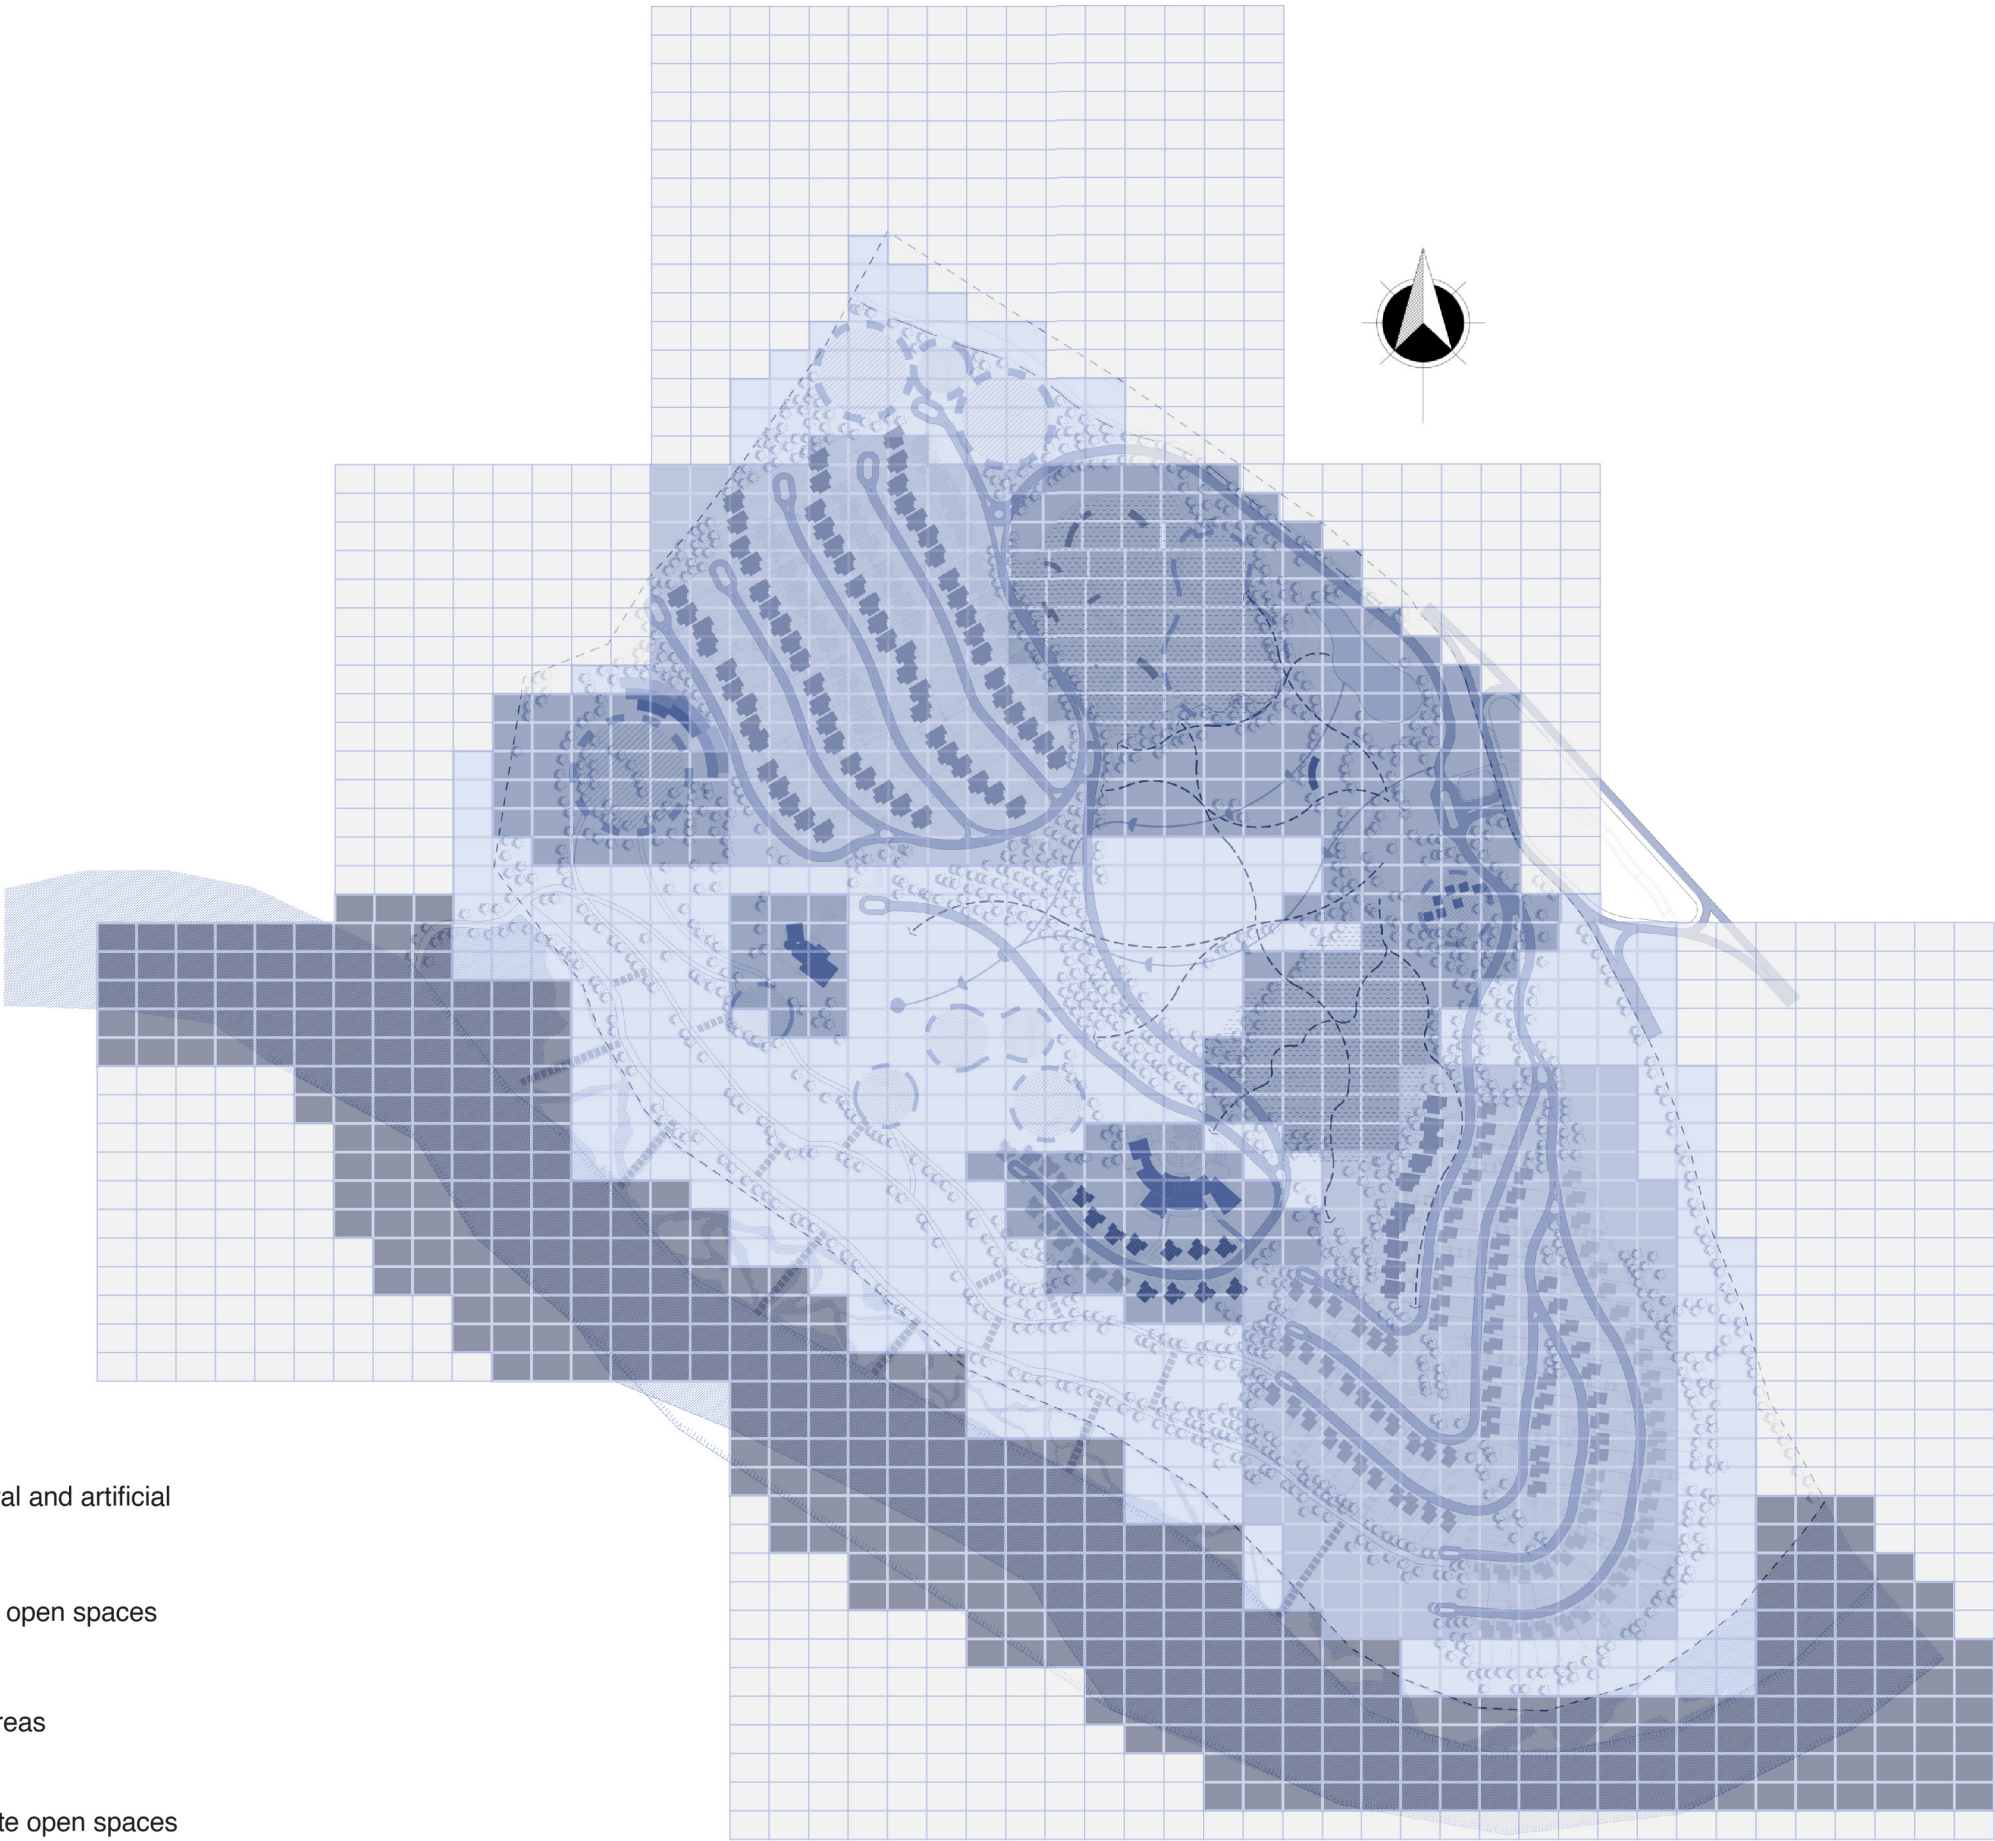 al and artificial
open spaces
reas
te open spaces